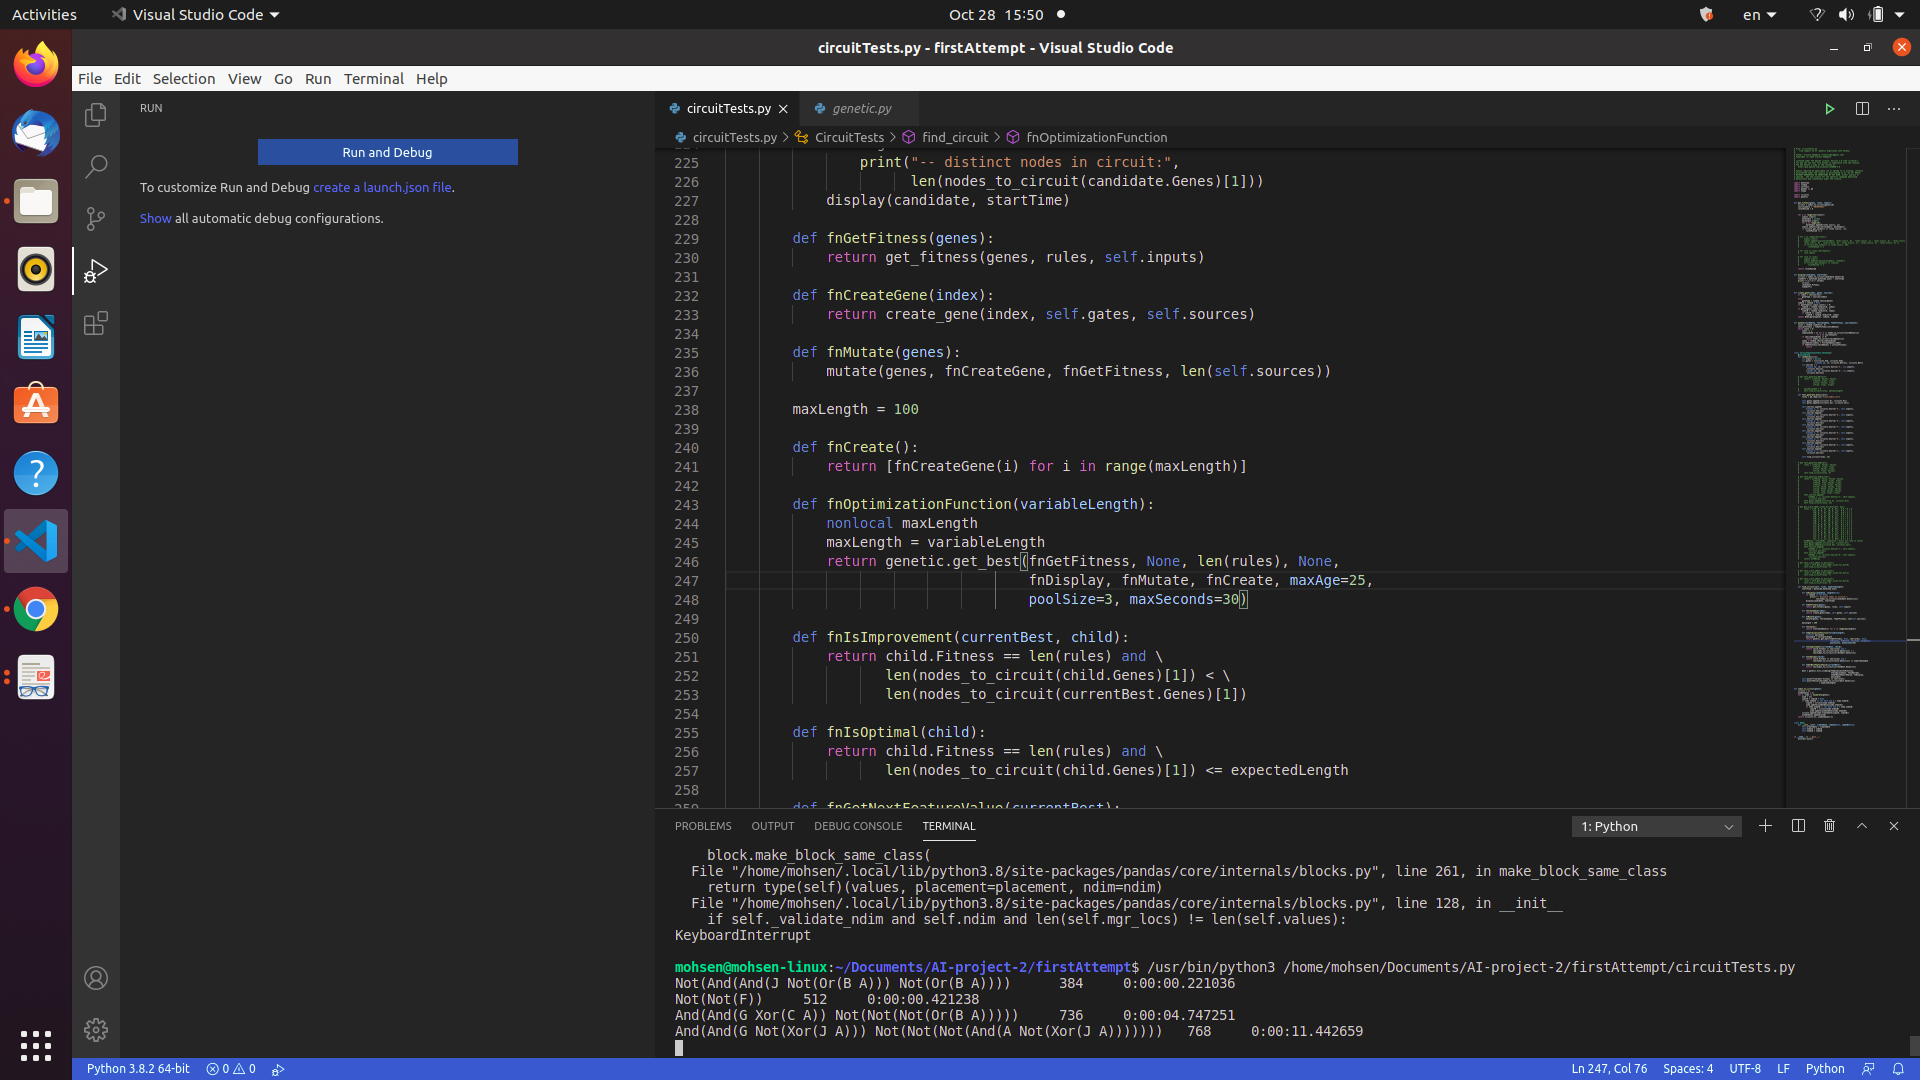 Activities
Visual Studio Code
Oct 28 15:50
en
circuitTests.py - firstAttempt - Visual Studio Code
File Edit Selection View Go Run Terminal Help
RUN
Run and Debug
To customize Run and Debug create a launch.json file.
Show all automatic debug configurations.
circuitTests.py
genetic.py
circuitTests.py > CircuitTests > find_circuit > fnOptimizationFunction
225 print("-- distinct nodes in circuit:",
226 len(nodes_to_circuit(candidate.Genes)[1]))
227 display(candidate, startTime)
228
229 def fnGetFitness(genes):
230 return get_fitness(genes, rules, self.inputs)
231
232 def fnCreateGene(index):
233 return create_gene(index, self.gates, self.sources)
234
235 def fnMutate(genes):
236 mutate(genes, fnCreateGene, fnGetFitness, len(self.sources))
237
238 maxLength = 100
239
240 def fnCreate():
241 return [fnCreateGene(i) for i in range(maxLength)]
242
243 def fnOptimizationFunction(variableLength):
244 nonlocal maxLength
245 maxLength = variableLength
246 return genetic.get_best(fnGetFitness, None, len(rules), None,
247 fnDisplay, fnMutate, fnCreate, maxAge=25,
248 poolSize=3, maxSeconds=30)
249
250 def fnIsImprovement(currentBest, child):
251 return child.Fitness == len(rules) and \
252 len(nodes_to_circuit(child.Genes)[1]) < \
253 len(nodes_to_circuit(currentBest.Genes)[1])
254
255 def fnIsOptimal(child):
256 return child.Fitness == len(rules) and \
257 len(nodes_to_circuit(child.Genes)[1]) <= expectedLength
258
259 def fnGetNextFeatureValue(currentBest):
PROBLEMS OUTPUT DEBUG CONSOLE TERMINAL
1: Python
block.make_block_same_class(
File "/home/mohsen/.local/lib/python3.8/site-packages/pandas/core/internals/blocks.py", line 261, in make_block_same_class
return type(self)(values, placement=placement, ndim=ndim)
File "/home/mohsen/.local/lib/python3.8/site-packages/pandas/core/internals/blocks.py", line 128, in __init__
if self._validate_ndim and self.ndim and len(self.mgr_locs) != len(self.values):
KeyboardInterrupt
mohsen@mohsen-linux:~/Documents/AI-project-2/firstAttempt$ /usr/bin/python3 /home/mohsen/Documents/AI-project-2/firstAttempt/circuitTests.py
Not(And(And(J Not(Or(B A))) Not(Or(B A)))) 384 0:00:00.221036
Not(Not(F)) 512 0:00:00.421238
And(And(G Xor(C A)) Not(Not(Not(Or(B A))))) 736 0:00:04.747251
And(And(G Not(Xor(J A))) Not(Not(Not(And(A Not(Xor(J A))))))) 768 0:00:11.442659
Python 3.8.2 64-bit
0 0
Ln 247, Col 76
Spaces: 4
UTF-8
LF
Python